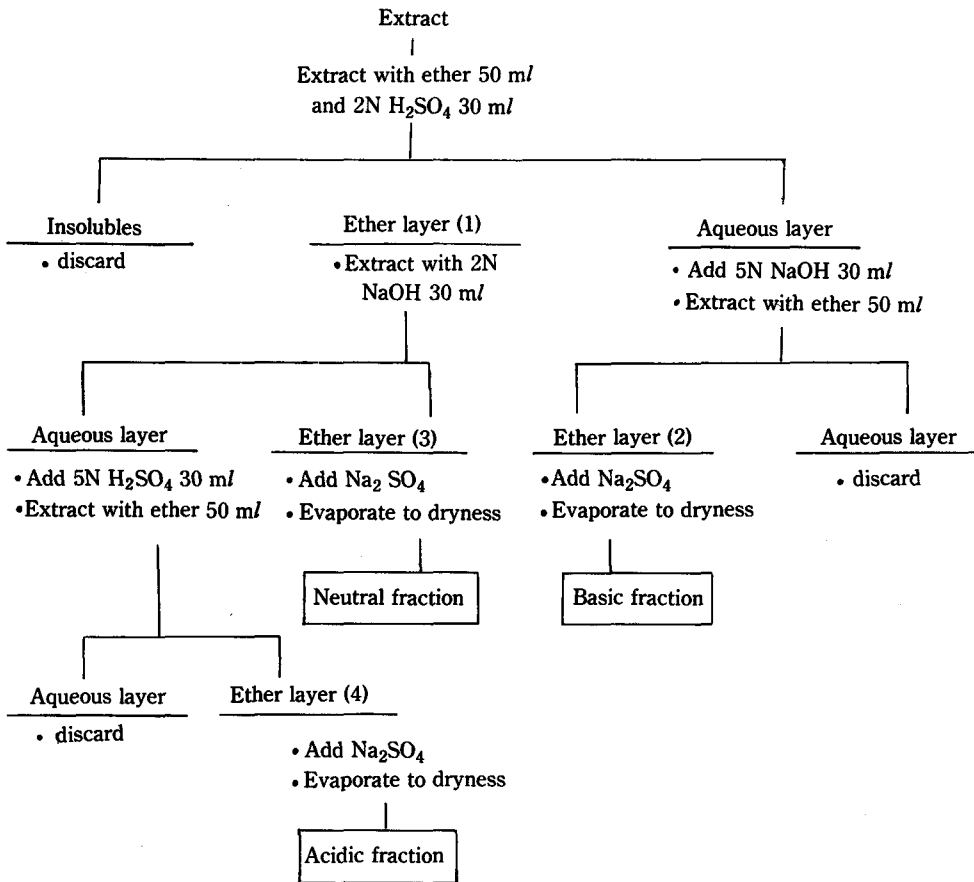 Extract
Extract with ether 50 ml
and 2N H₂SO₄ 30 ml
Insolubles
• discard
Ether layer (1)
• Extract with 2N
NaOH 30 ml
Aqueous layer
• Add 5N NaOH 30 ml
• Extract with ether 50 ml
Aqueous layer
• Add 5N H₂SO₄ 30 ml
• Extract with ether 50 ml
Ether layer (3)
• Add Na₂ SO₄
• Evaporate to dryness
Neutral fraction
Ether layer (2)
• Add Na₂SO₄
• Evaporate to dryness
Basic fraction
Aqueous layer
• discard
Aqueous layer
• discard
Ether layer (4)
• Add Na₂SO₄
• Evaporate to dryness
Acidic fraction